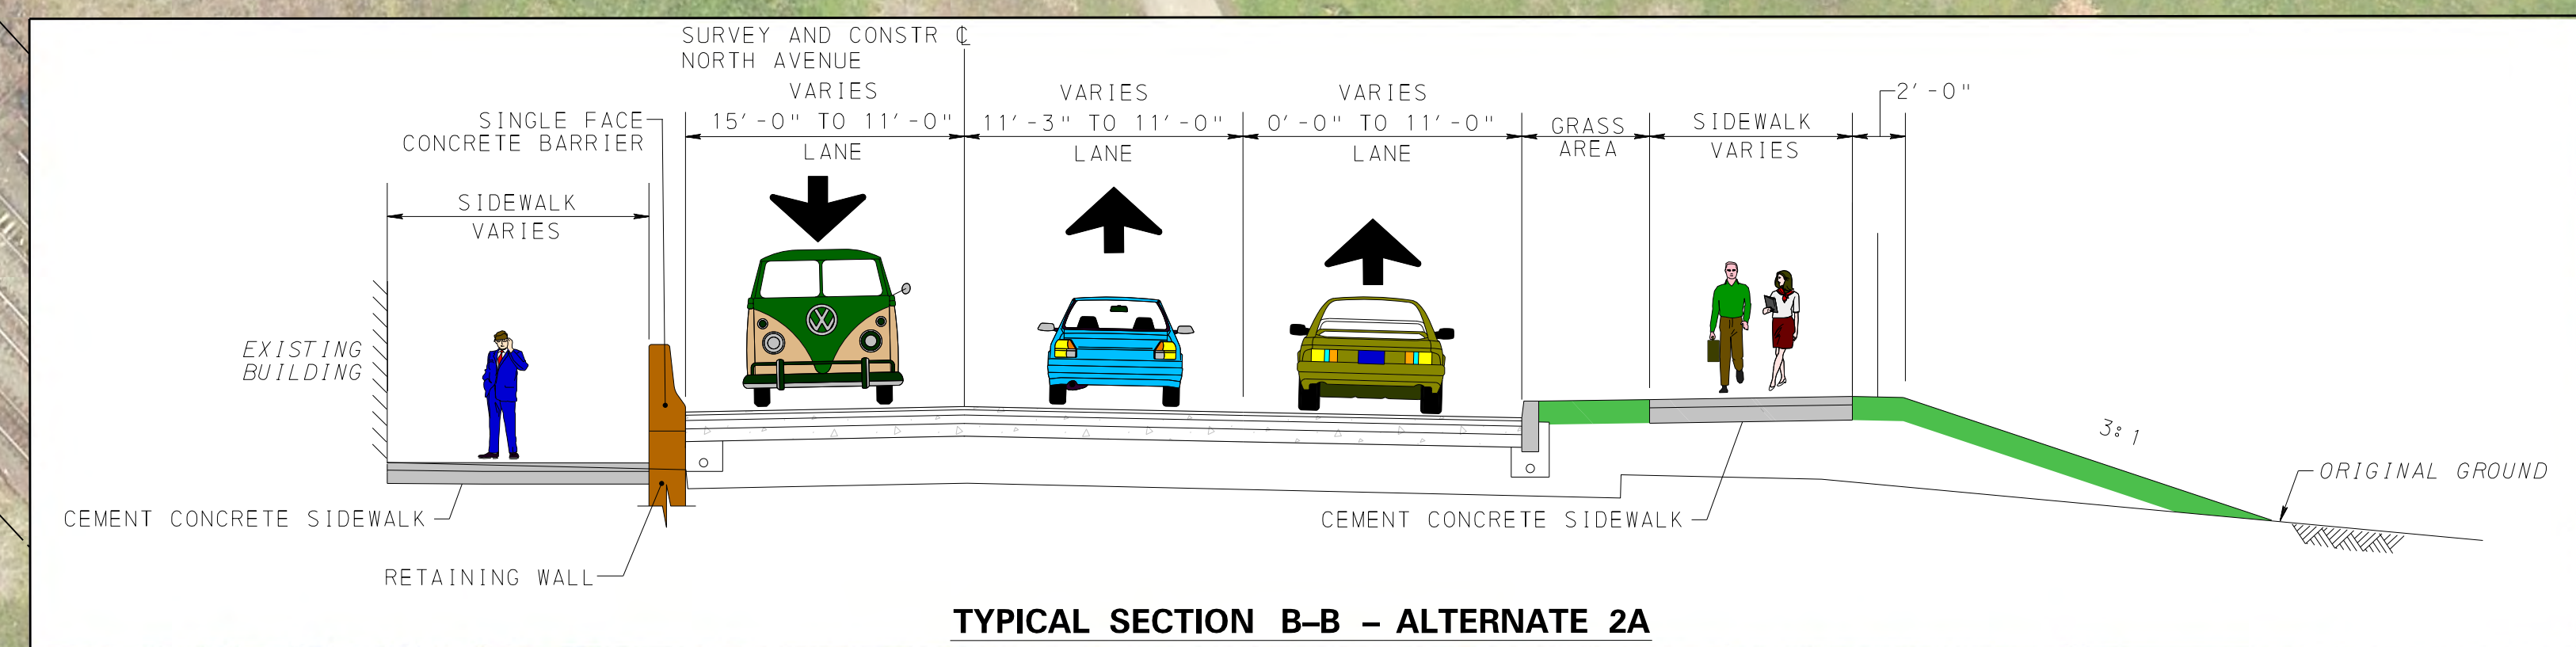 SURVEY AND CONSTR ℄
NORTH AVENUE
VARIES
15'-0" TO 11'-0"
LANE
VARIES
11'-3" TO 11'-0"
LANE
VARIES
0'-0" TO 11'-0"
LANE
GRASS
AREA
SIDEWALK
VARIES
2'-0"
SINGLE FACE
CONCRETE BARRIER
SIDEWALK
VARIES
EXISTING
BUILDING
VW
3:1
ORIGINAL GROUND
CEMENT CONCRETE SIDEWALK
CEMENT CONCRETE SIDEWALK
RETAINING WALL
TYPICAL SECTION B–B – ALTERNATE 2A